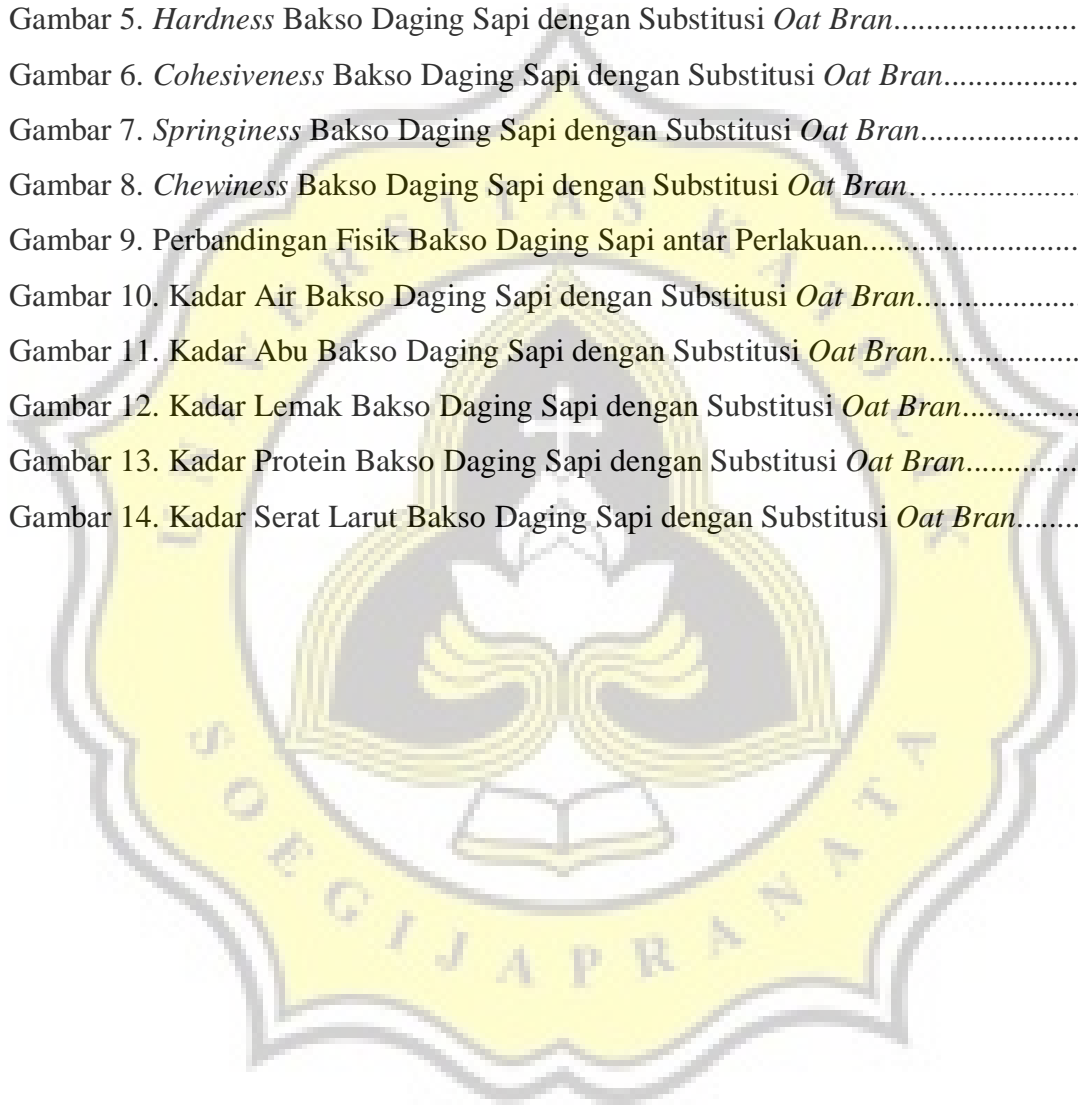 Gambar 5. Hardness Bakso Daging Sapi dengan Substitusi Oat Bran.....................
Gambar 6. Cohesiveness Bakso Daging Sapi dengan Substitusi Oat Bran................
Gambar 7. Springiness Bakso Daging Sapi dengan Substitusi Oat Bran..................
Gambar 8. Chewiness Bakso Daging Sapi dengan Substitusi Oat Bran....................
Gambar 9. Perbandingan Fisik Bakso Daging Sapi antar Perlakuan.........................
Gambar 10. Kadar Air Bakso Daging Sapi dengan Substitusi Oat Bran..................
Gambar 11. Kadar Abu Bakso Daging Sapi dengan Substitusi Oat Bran.................
Gambar 12. Kadar Lemak Bakso Daging Sapi dengan Substitusi Oat Bran.............
Gambar 13. Kadar Protein Bakso Daging Sapi dengan Substitusi Oat Bran.............
Gambar 14. Kadar Serat Larut Bakso Daging Sapi dengan Substitusi Oat Bran.......
UNIVERSITAS KATOLIK
SOEGIJAPRANATA